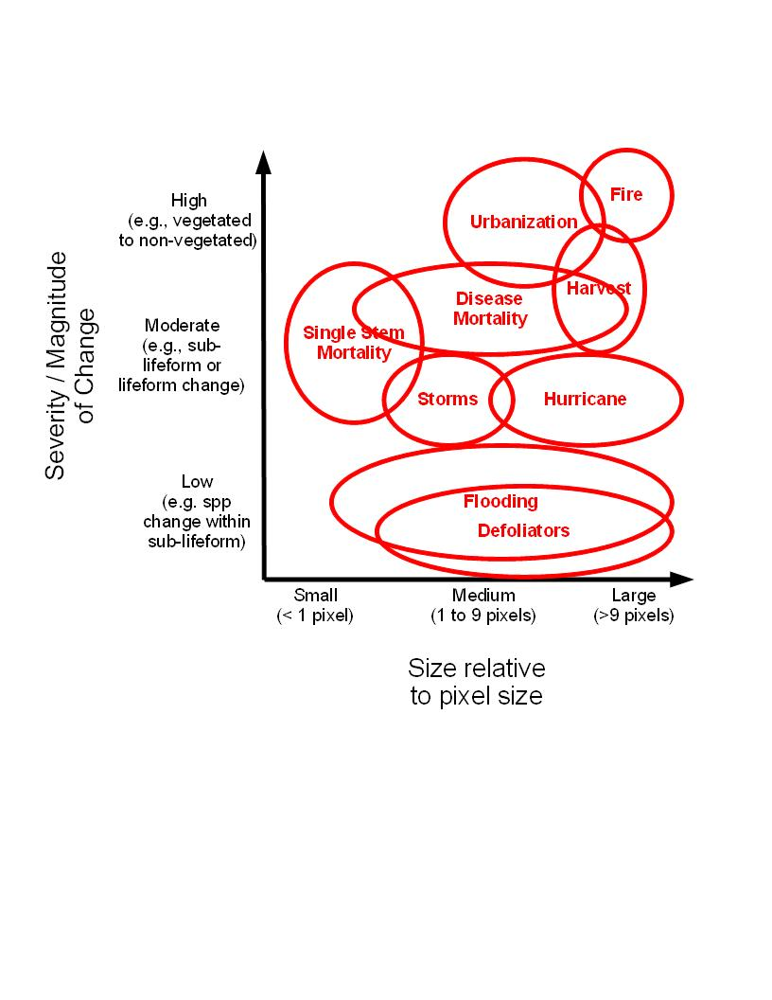 Severity / Magnitude
of Change
High
(e.g., vegetated
to non-vegetated)
Moderate
(e.g., sub-
lifeform or
lifeform change)
Low
(e.g. spp
change within
sub-lifeform)
Fire
Urbanization
Harvest
Disease
Mortality
Single Stem
Mortality
Storms
Hurricane
Flooding
Defoliators
Small
(< 1 pixel)
Medium
(1 to 9 pixels)
Large
(>9 pixels)
Size relative
to pixel size